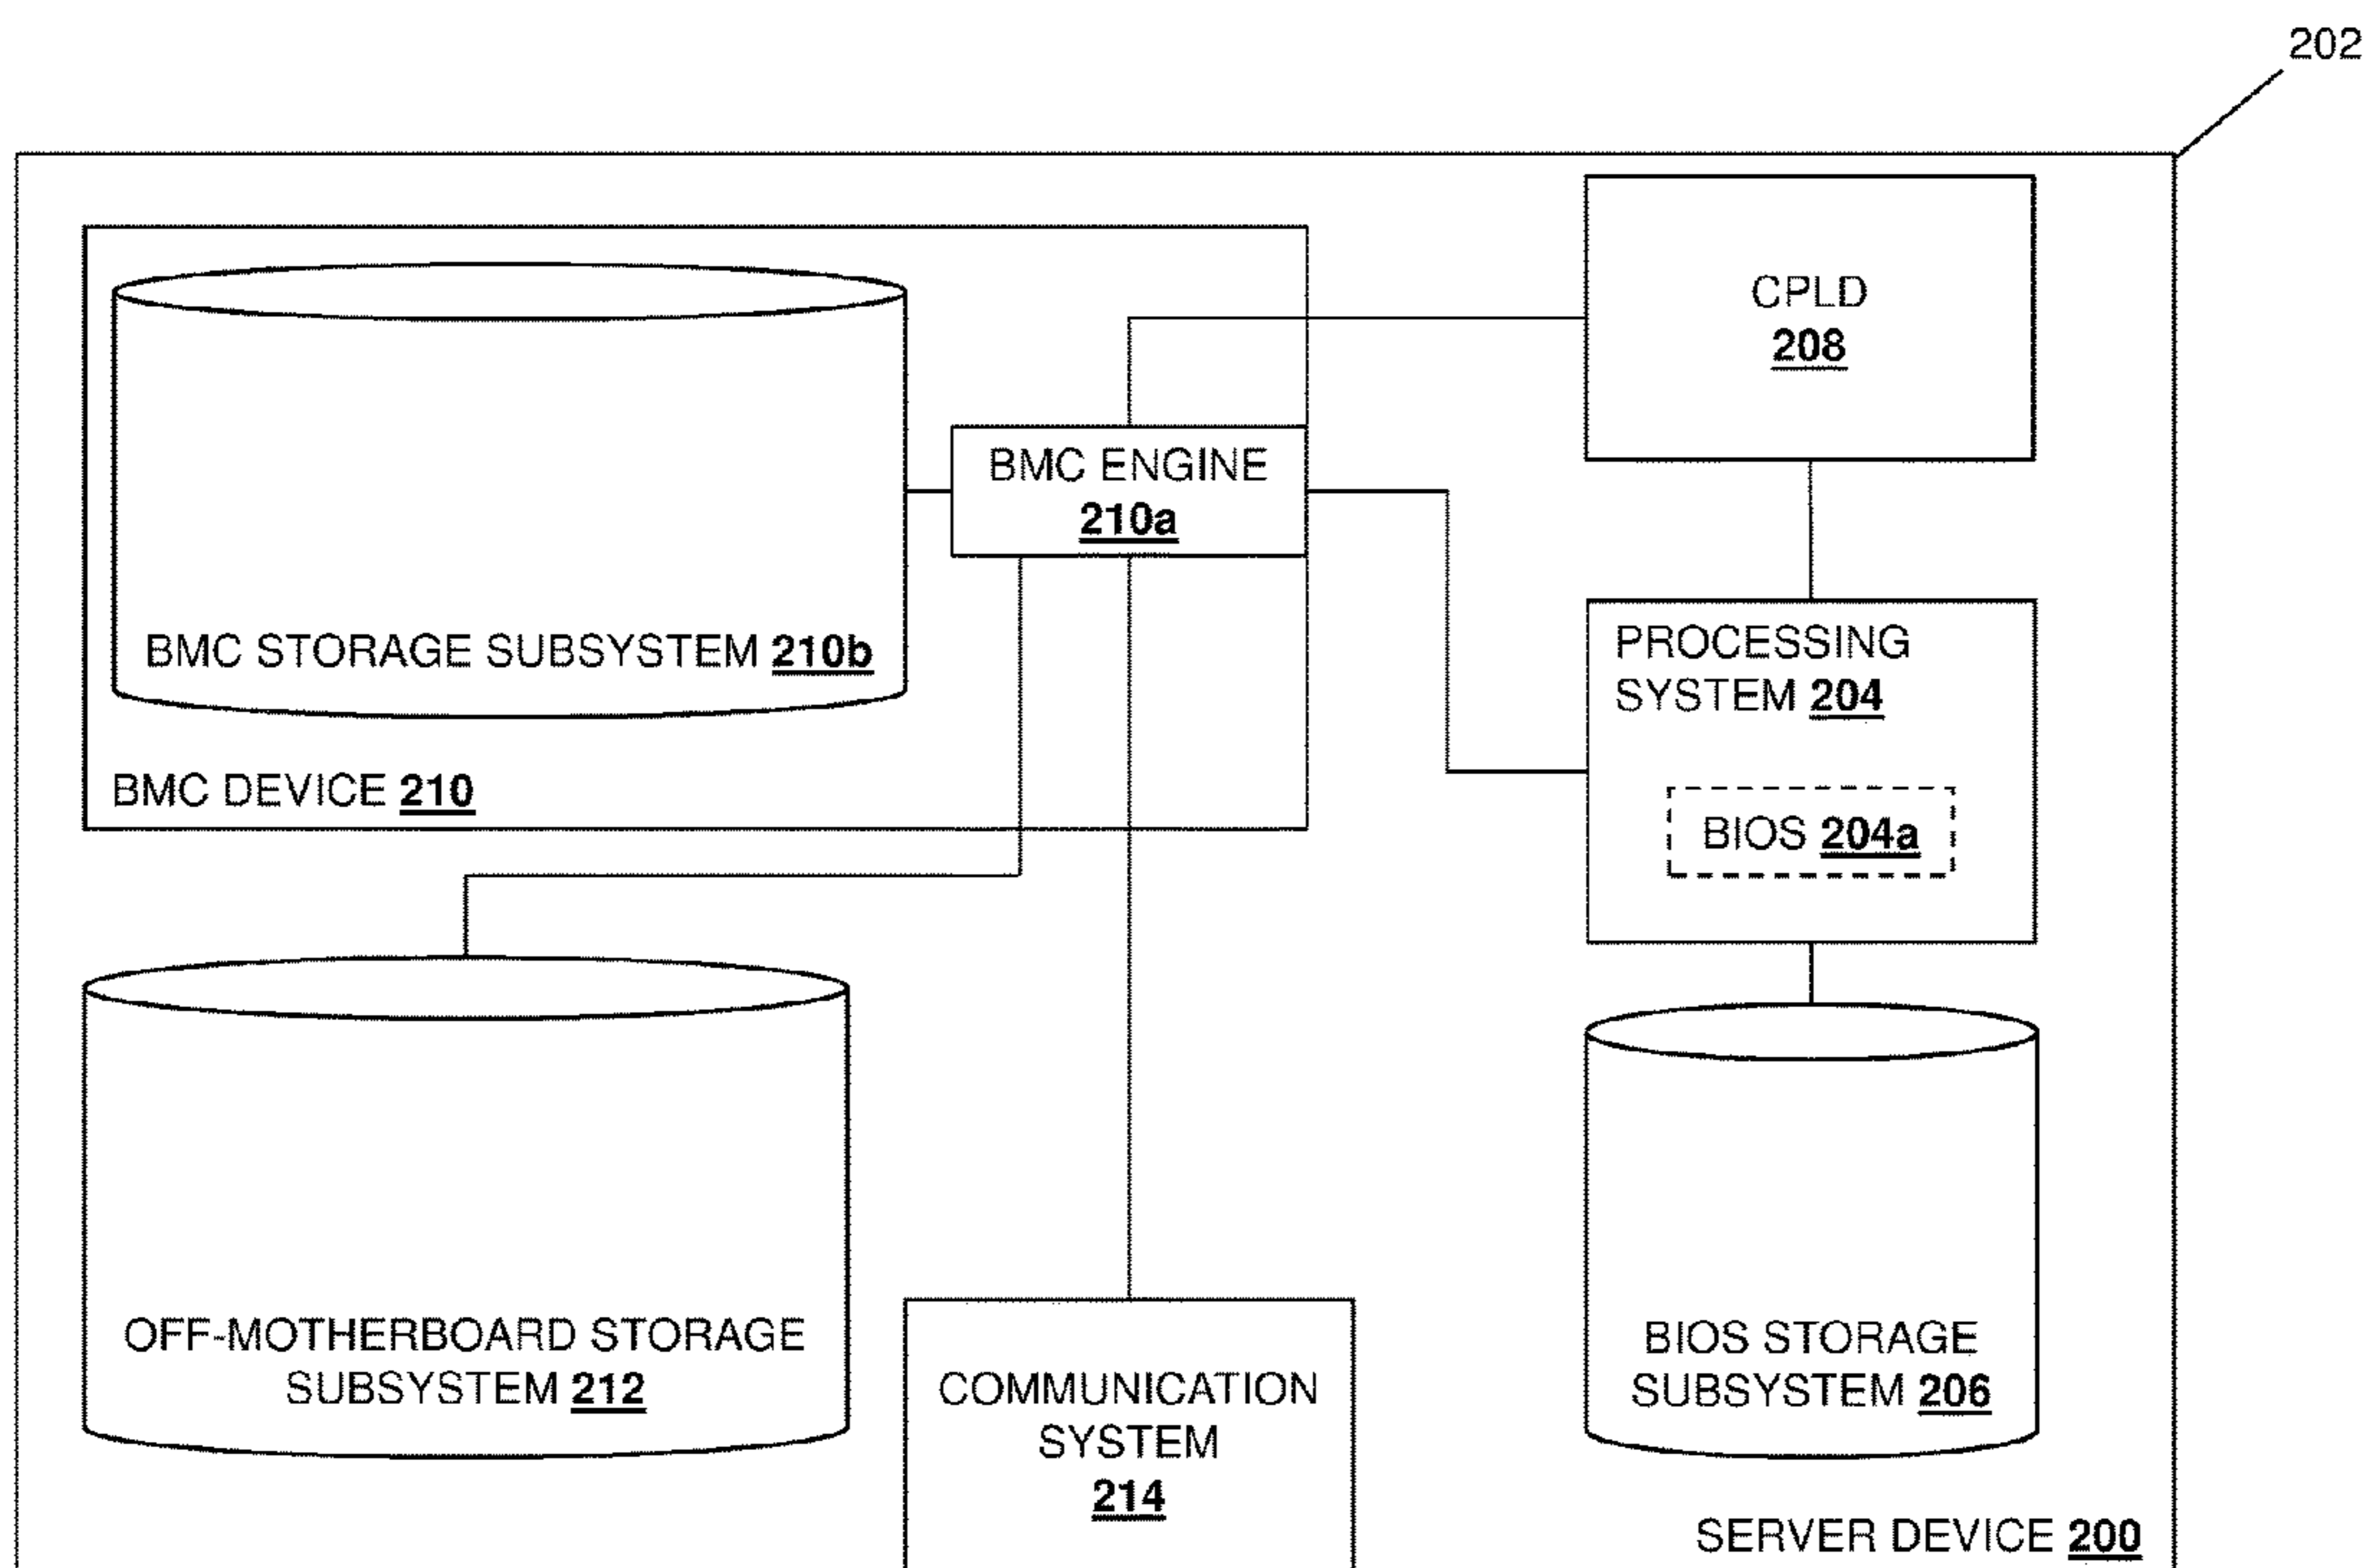 202
CPLD
208
BMC ENGINE
210a
BMC STORAGE SUBSYSTEM 210b
BMC DEVICE 210
PROCESSING
SYSTEM 204
BIOS 204a
OFF-MOTHERBOARD STORAGE
SUBSYSTEM 212
COMMUNICATION
SYSTEM
214
BIOS STORAGE
SUBSYSTEM 206
SERVER DEVICE 200